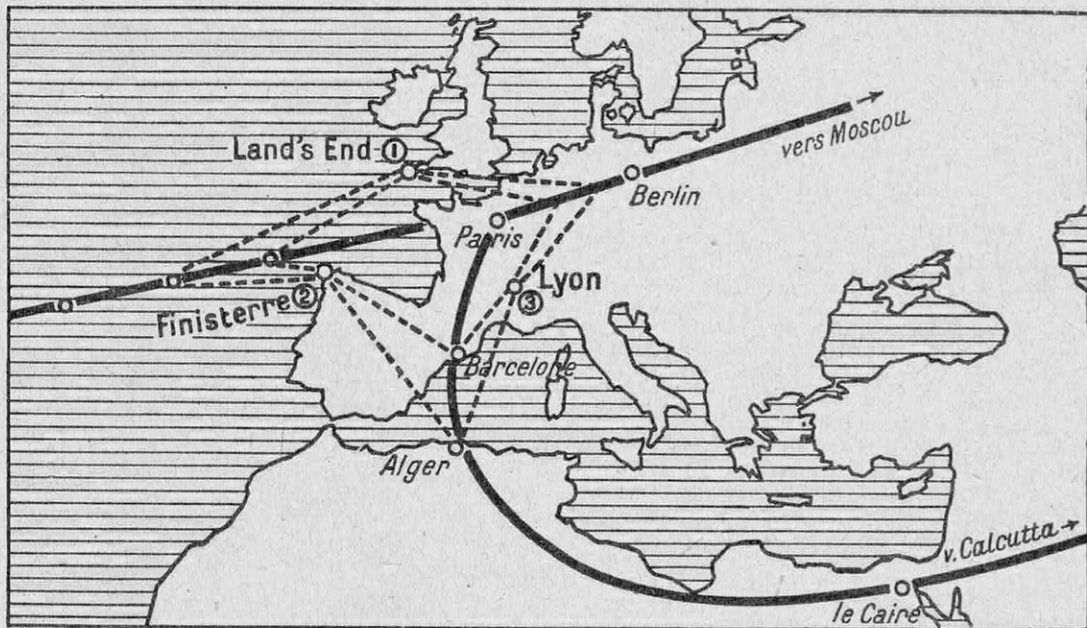 vers Moscou
Land's End ①
Berlin
Paris
Lyon
③
Finisterre ②
Barcelone
Alger
v. Calcutta
le Caire